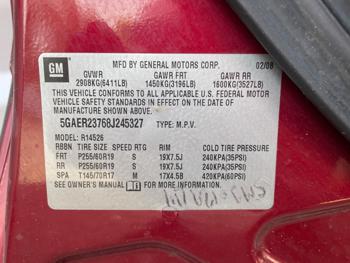 GM
MFD BY GENERAL MOTORS CORP. 02/08
GVWR GAWR FRT GAWR RR
2908KG(6411LB) 1450KG(3196LB) 1600KG(3527LB)
THIS VEHICLE CONFORMS TO ALL APPLICABLE U.S. FEDERAL MOTOR
VEHICLE SAFETY AND THEFT PREVENTION STANDARDS IN EFFECT ON
THE DATE OF MANUFACTURE SHOWN ABOVE.
5GAER23768J245327 TYPE: M.P.V.
MODEL: R14526
RBBN TIRE SIZE SPEED RTG RIM COLD TIRE PRESSURE
FRT P255/60R19 S 19X7.5J 240KPA(35PSI)
RR P255/60R19 S 19X7.5J 240KPA(35PSI)
SPA T145/70R17 M 17X4.5B 420KPA(60PSI)
SEE OWNER'S MANUAL FOR MORE INFORMATION